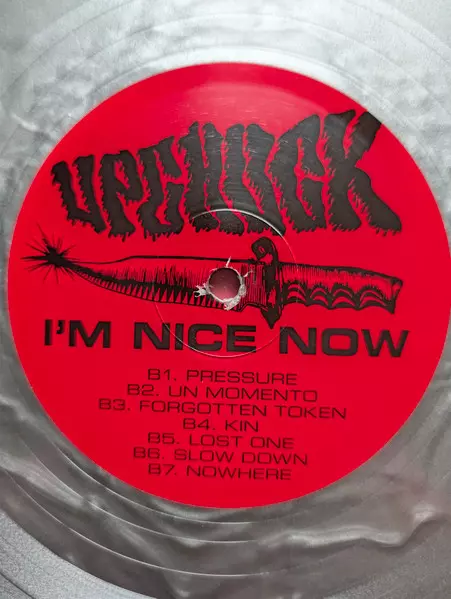 UPCHUCK
I'M NICE NOW
B1. PRESSURE
B2. UN MOMENTO
B3. FORGOTTEN TOKEN
B4. KIN
B5. LOST ONE
B6. SLOW DOWN
B7. NOWHERE